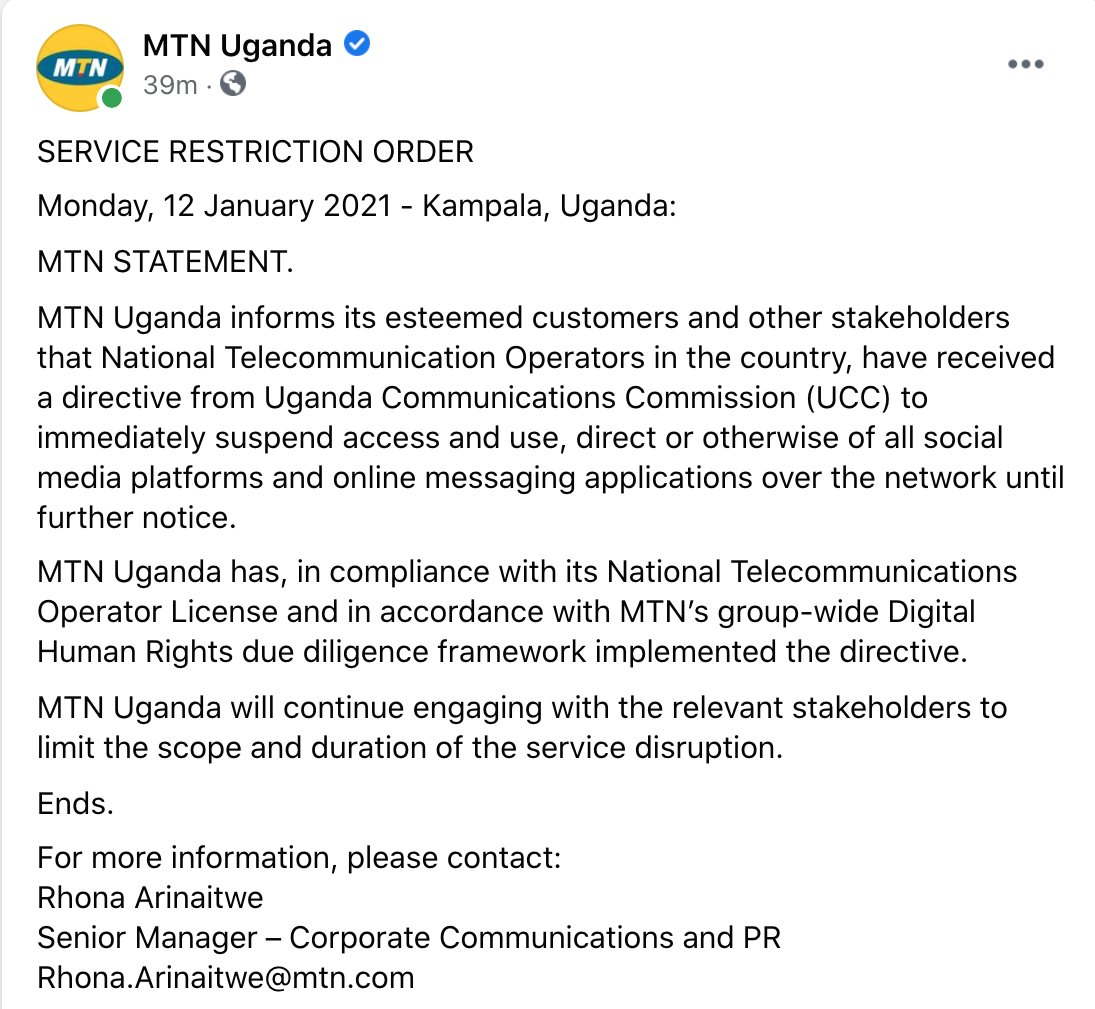 MTN
MTN Uganda
39m ·
SERVICE RESTRICTION ORDER
Monday, 12 January 2021 - Kampala, Uganda:
MTN STATEMENT.
MTN Uganda informs its esteemed customers and other stakeholders
that National Telecommunication Operators in the country, have received
a directive from Uganda Communications Commission (UCC) to
immediately suspend access and use, direct or otherwise of all social
media platforms and online messaging applications over the network until
further notice.
MTN Uganda has, in compliance with its National Telecommunications
Operator License and in accordance with MTN’s group-wide Digital
Human Rights due diligence framework implemented the directive.
MTN Uganda will continue engaging with the relevant stakeholders to
limit the scope and duration of the service disruption.
Ends.
For more information, please contact:
Rhona Arinaitwe
Senior Manager – Corporate Communications and PR
Rhona.Arinaitwe@mtn.com